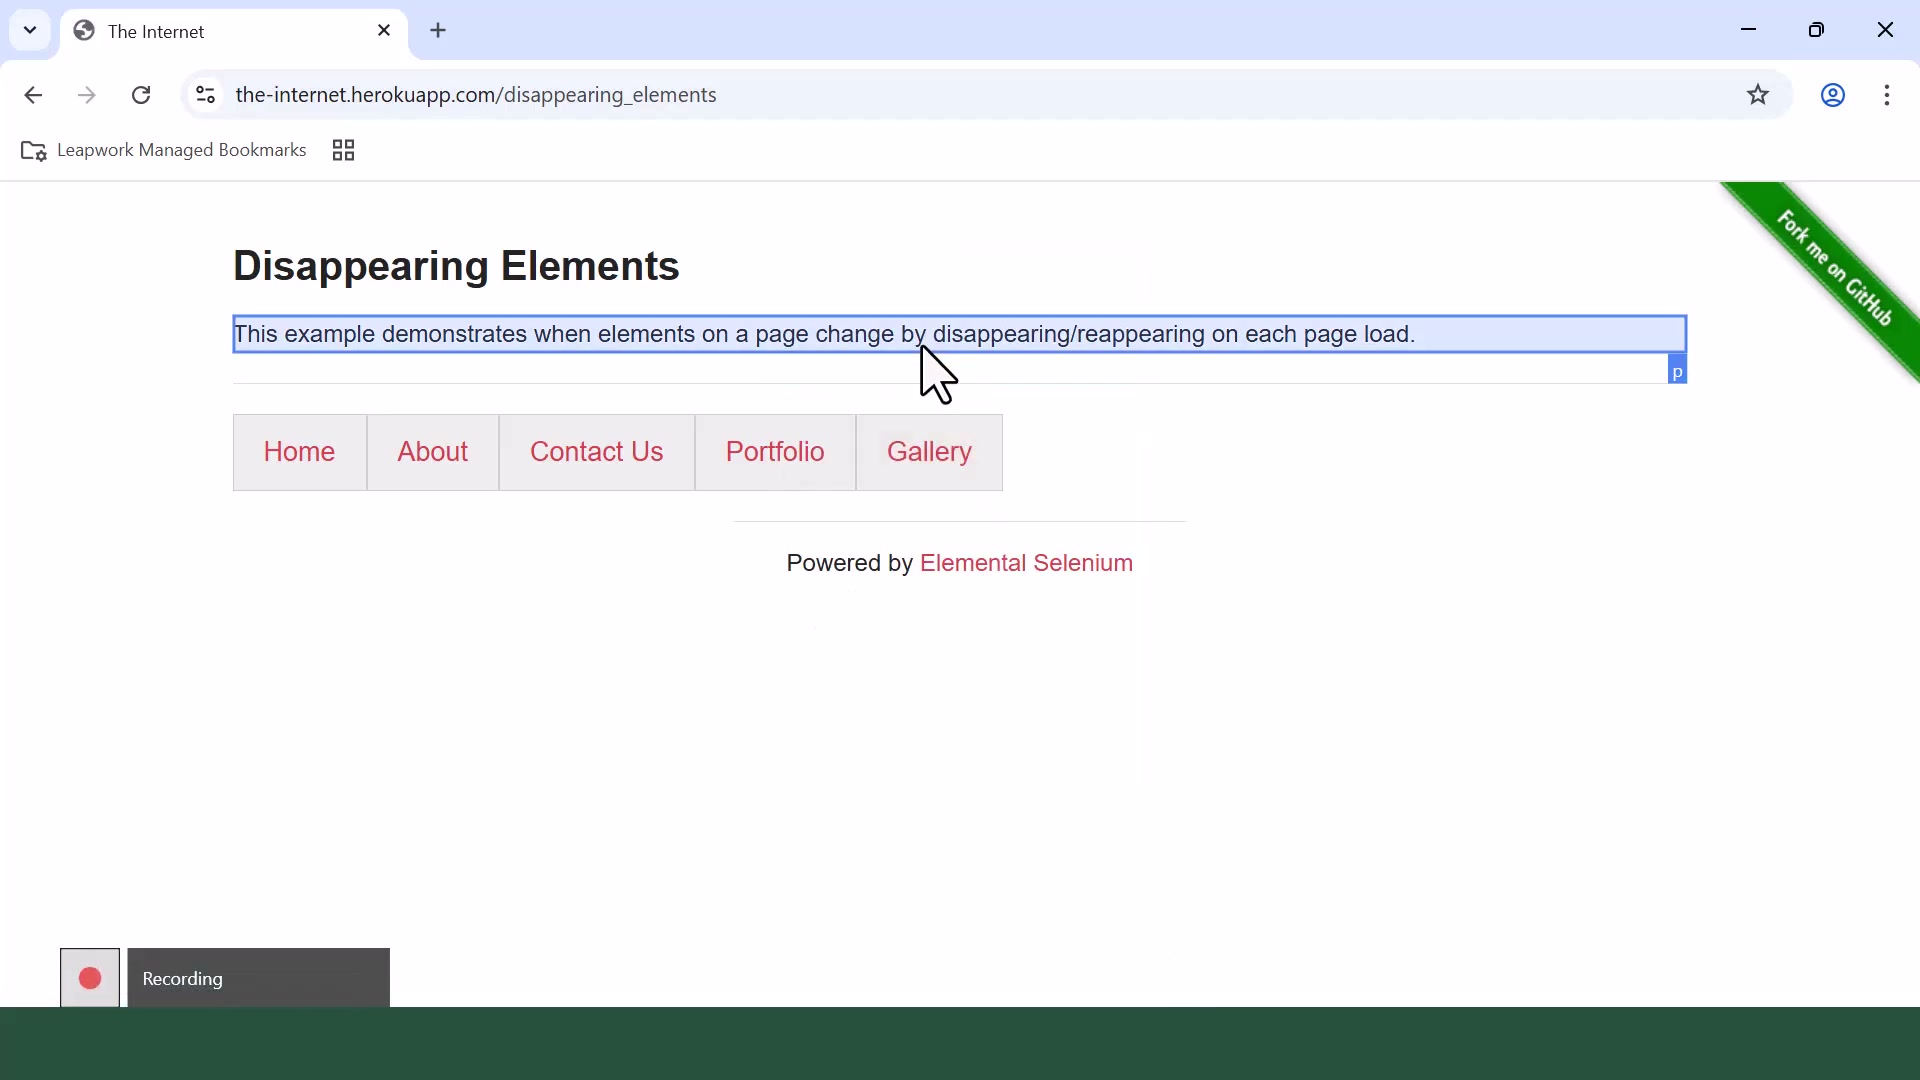 The Internet
the-internet.herokuapp.com/disappearing_elements
Leapwork Managed Bookmarks
Fork me on GitHub
Disappearing Elements
This example demonstrates when elements on a page change by disappearing/reappearing on each page load.
p
Home About Contact Us Portfolio Gallery
Powered by Elemental Selenium
Recording